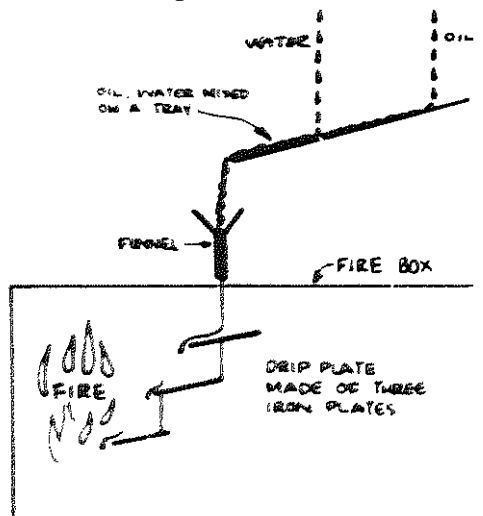 WATER
OIL
OIL, WATER MIXED
ON A TRAY
FUNNEL
FIRE BOX
FIRE
DRIP PLATE
MADE OF THREE
IRON PLATES